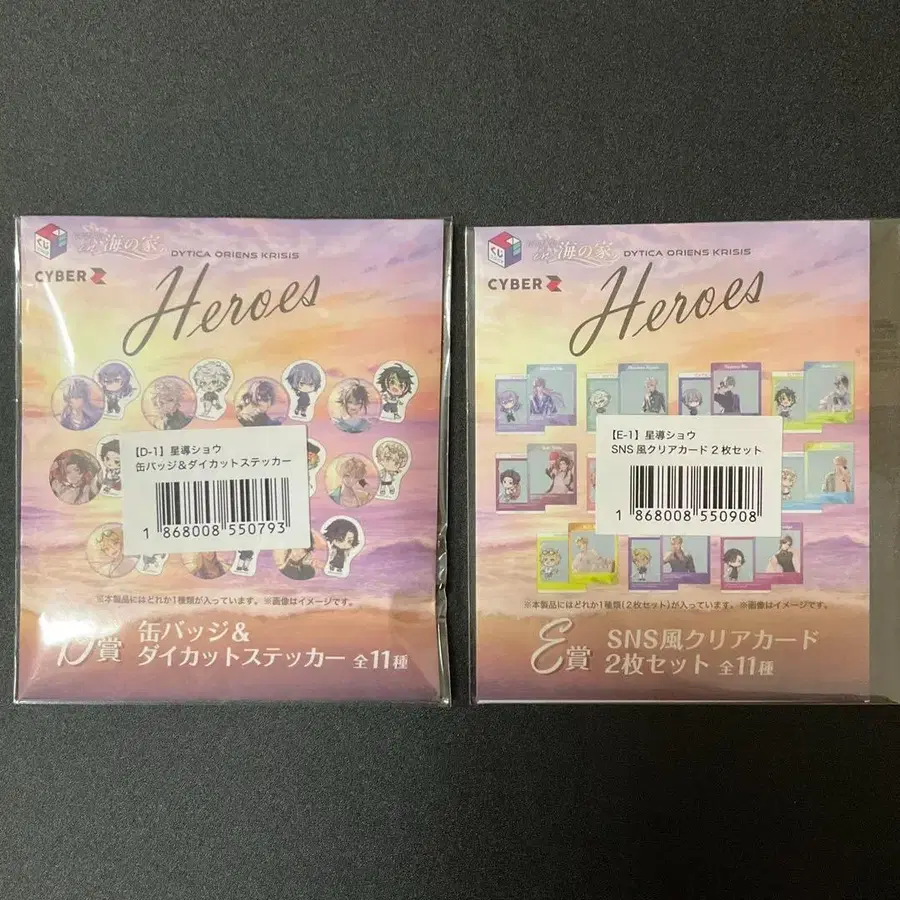 くじ
海の家
DYTICA ORIENS KRISIS
CYBER Z
Heroes
【D-1】星導ショウ
缶バッジ&ダイカットステッカー
1 868008 550793
※本製品にはどれか1種類が入っています。※画像はイメージです。
D賞 缶バッジ&
ダイカットステッカー 全11種
海の家
DYTICA ORIENS KRISIS
CYBER Z
Heroes
【E-1】星導ショウ
SNS 風クリアカード 2 枚セット
1 868008 550908
※本製品にはどれか1種類(2枚セット)が入っています。※画像はイメージです。
E賞 SNS風クリアカード
2枚セット 全11種